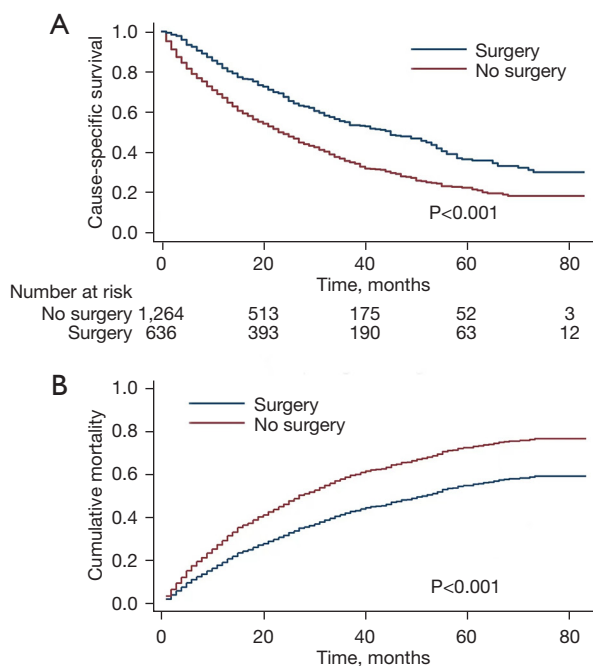 A
Cause-specific survival
1.0
0.8
0.6
0.4
0.2
0.0
Surgery
No surgery
P<0.001
0 20 40 60 80
Time, months
Number at risk
No surgery 1,264 513 175 52 3
Surgery 636 393 190 63 12
B
Cumulative mortality
1.0
0.8
0.6
0.4
0.2
0.0
Surgery
No surgery
P<0.001
0 20 40 60 80
Time, months